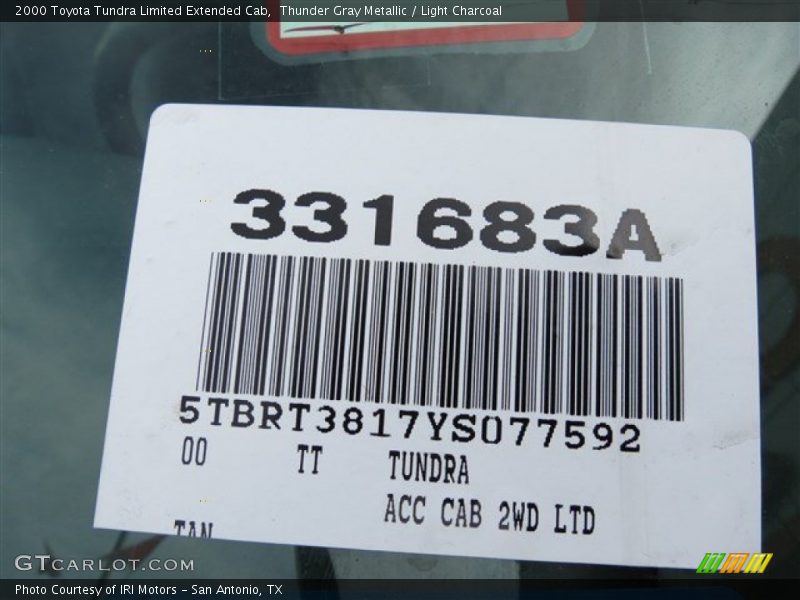 2000 Toyota Tundra Limited Extended Cab, Thunder Gray Metallic / Light Charcoal
331683A
5TBRT3817YS077592
00 TT TUNDRA
ACC CAB 2WD LTD
TAN
GTCARLOT.COM
Photo Courtesy of IRI Motors – San Antonio, TX